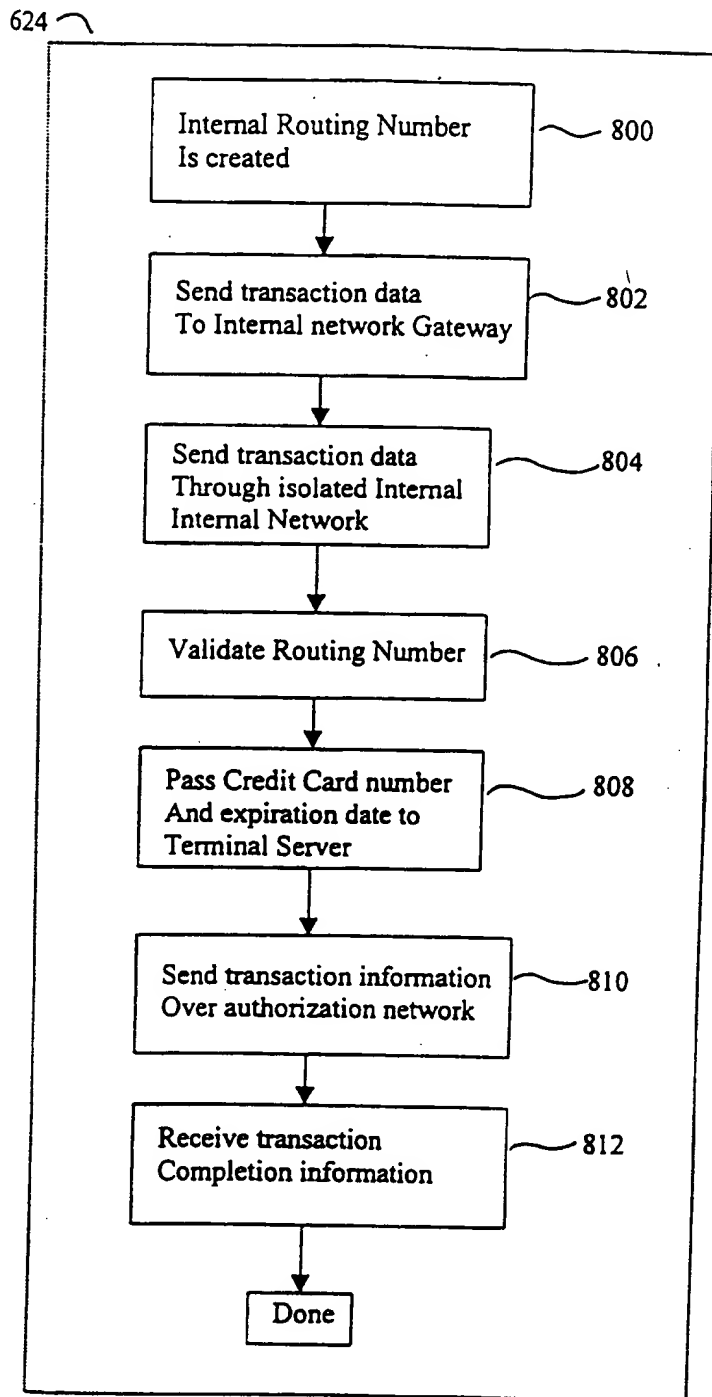 624
Internal Routing Number
Is created
800
Send transaction data
To Internal network Gateway
802
Send transaction data
Through isolated Internal
Internal Network
804
Validate Routing Number
806
Pass Credit Card number
And expiration date to
Terminal Server
808
Send transaction information
Over authorization network
810
Receive transaction
Completion information
812
Done